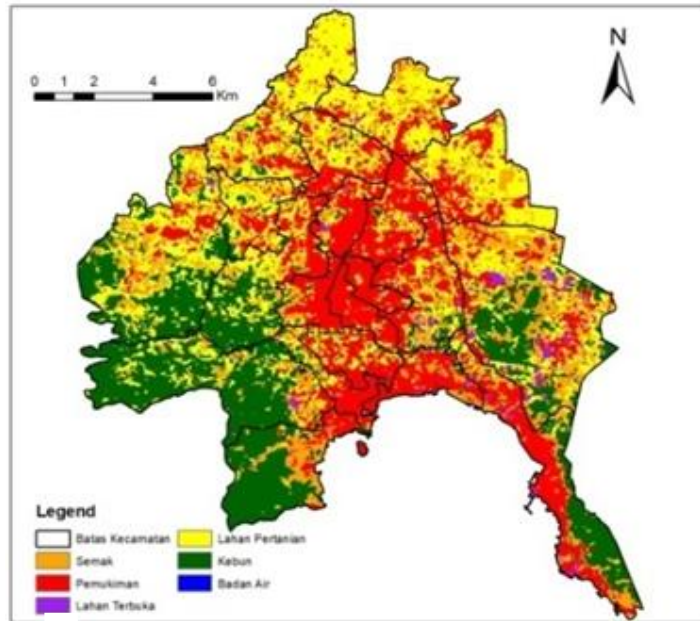 N
0 1 2 4 6
Km
Legend
Batas Kecamatan
Lahan Pertanian
Semak
Kebun
Pemukiman
Badan Air
Lahan Terbuka